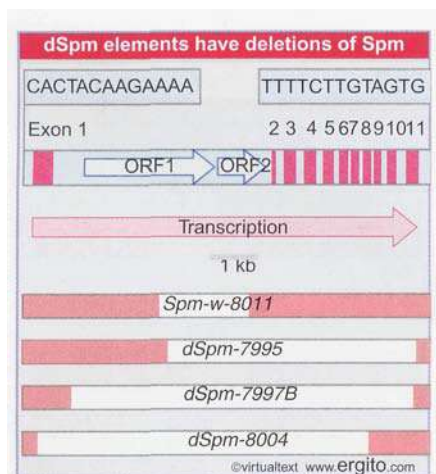 dSpm elements have deletions of Spm
CACTACAAGAAAA TTTTCTTGTAGTG
Exon 1 2 3 4 5 6 7 8 9 10 11
ORF1 ORF2
Transcription
1 kb
Spm-w-8011
dSpm-7995
dSpm-7997B
dSpm-8004
©virtualtext www.ergito.com